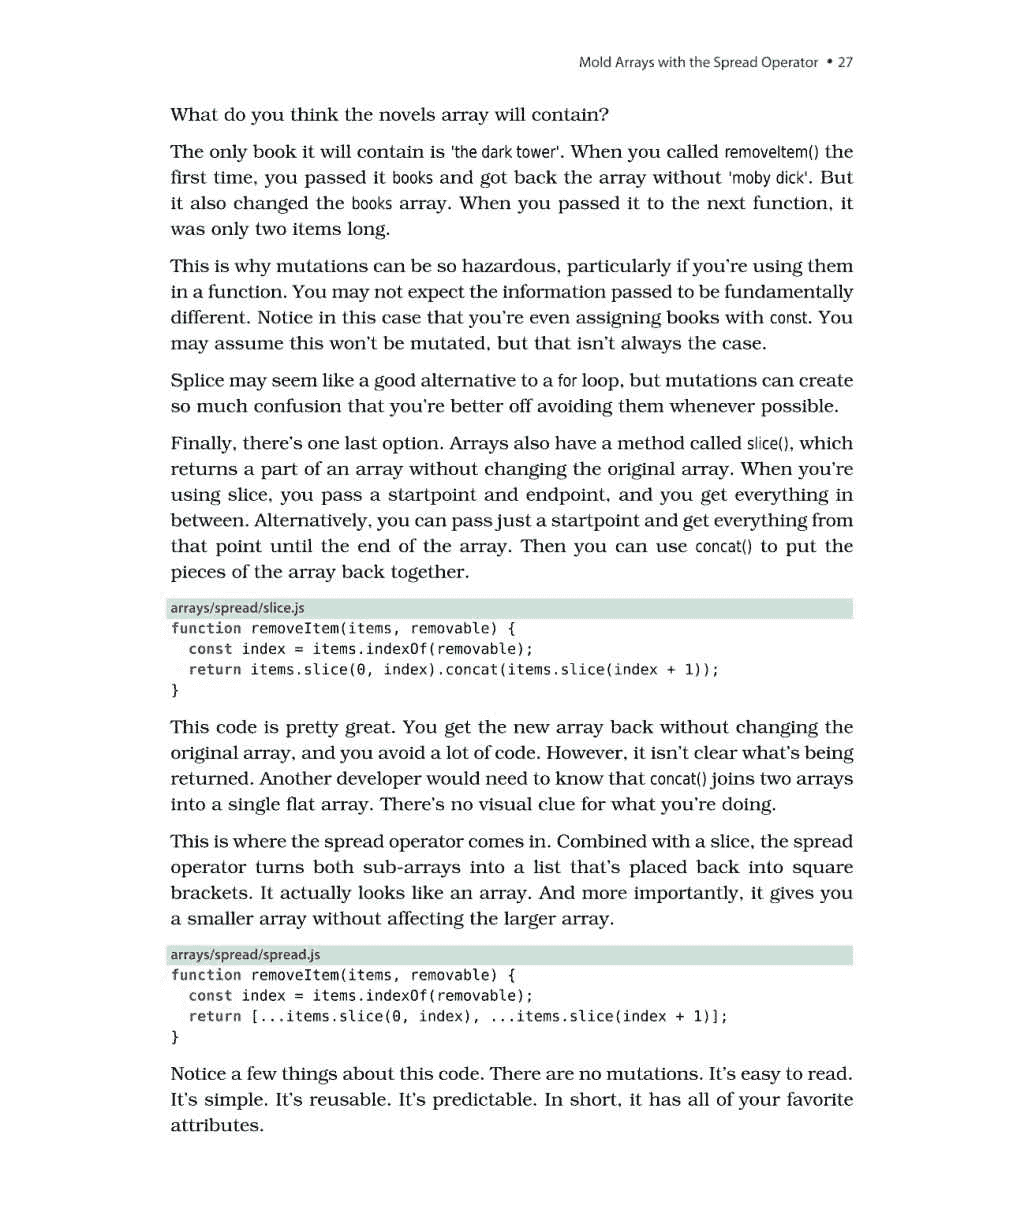 Mold Arrays with the Spread Operator • 27
What do you think the novels array will contain?
The only book it will contain is 'the dark tower'. When you called removeItem() the
first time, you passed it books and got back the array without 'moby dick'. But
it also changed the books array. When you passed it to the next function, it
was only two items long.
This is why mutations can be so hazardous, particularly if you’re using them
in a function. You may not expect the information passed to be fundamentally
different. Notice in this case that you’re even assigning books with const. You
may assume this won’t be mutated, but that isn’t always the case.
Splice may seem like a good alternative to a for loop, but mutations can create
so much confusion that you’re better off avoiding them whenever possible.
Finally, there’s one last option. Arrays also have a method called slice(), which
returns a part of an array without changing the original array. When you’re
using slice, you pass a startpoint and endpoint, and you get everything in
between. Alternatively, you can pass just a startpoint and get everything from
that point until the end of the array. Then you can use concat() to put the
pieces of the array back together.
arrays/spread/slice.js
function removeItem(items, removable) {
  const index = items.indexOf(removable);
  return items.slice(0, index).concat(items.slice(index + 1));
}
This code is pretty great. You get the new array back without changing the
original array, and you avoid a lot of code. However, it isn’t clear what’s being
returned. Another developer would need to know that concat() joins two arrays
into a single flat array. There’s no visual clue for what you’re doing.
This is where the spread operator comes in. Combined with a slice, the spread
operator turns both sub-arrays into a list that’s placed back into square
brackets. It actually looks like an array. And more importantly, it gives you
a smaller array without affecting the larger array.
arrays/spread/spread.js
function removeItem(items, removable) {
  const index = items.indexOf(removable);
  return [...items.slice(0, index), ...items.slice(index + 1)];
}
Notice a few things about this code. There are no mutations. It’s easy to read.
It’s simple. It’s reusable. It’s predictable. In short, it has all of your favorite
attributes.